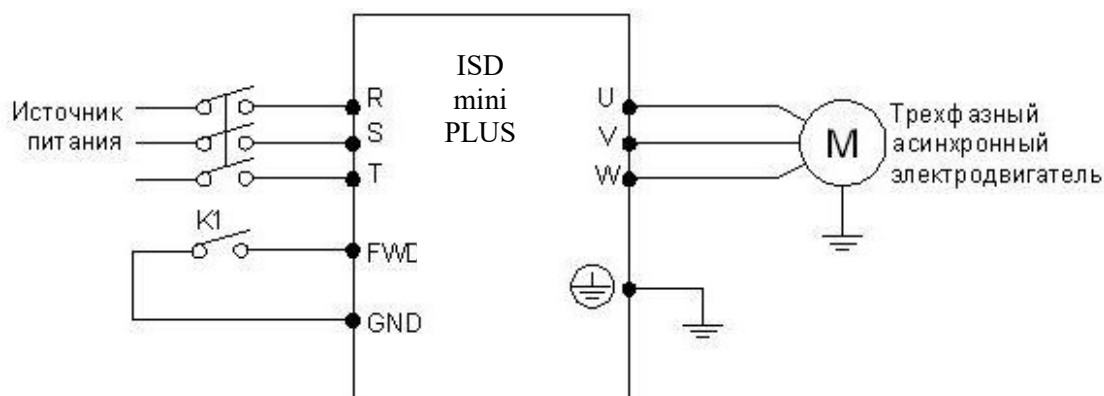 ISD
mini
PLUS
Источник
питания
R
S
T
K1
FWD
GND
U
V
W
M
Трехфазный
асинхронный
электродвигатель